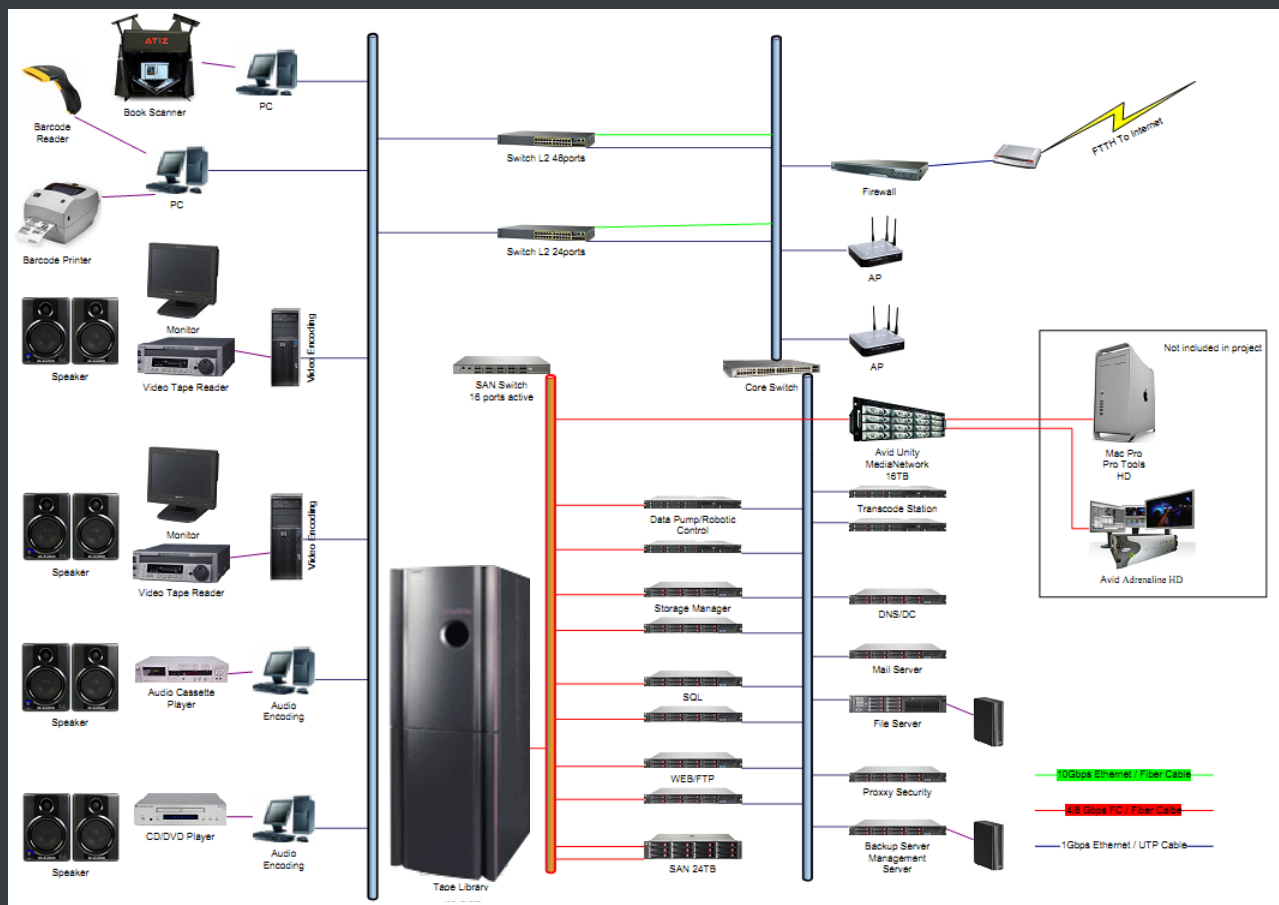 ATIZ
Book Scanner
PC
Barcode
Reader
PC
Barcode Printer
Monitor
Speaker
Video Tape Reader
Video Encoding
Monitor
Speaker
Video Tape Reader
Video Encoding
Audio Cassette
Player
Speaker
Audio
Encoding
CD/DVD Player
Speaker
Audio
Encoding
Switch L2 48ports
Switch L2 24ports
Firewall
FTTH To Internet
AP
AP
SAN Switch
16 ports active
Core Switch
Not included in project
Mac Pro
Pro Tools
HD
Avid Adrenaline HD
Avid Unity
MediaNetwork
16TB
Transcode Station
Data Pump/Robotic
Control
Storage Manager
DNS/DC
Mail Server
SQL
File Server
WEB/FTP
Proxxy Security
SAN 24TB
Backup Server
Management
Server
Tape Library
10Gbps Ethernet / Fiber Cable
4/8 Gbps FC / Fiber Calbe
1Gbps Ethernet / UTP Cable